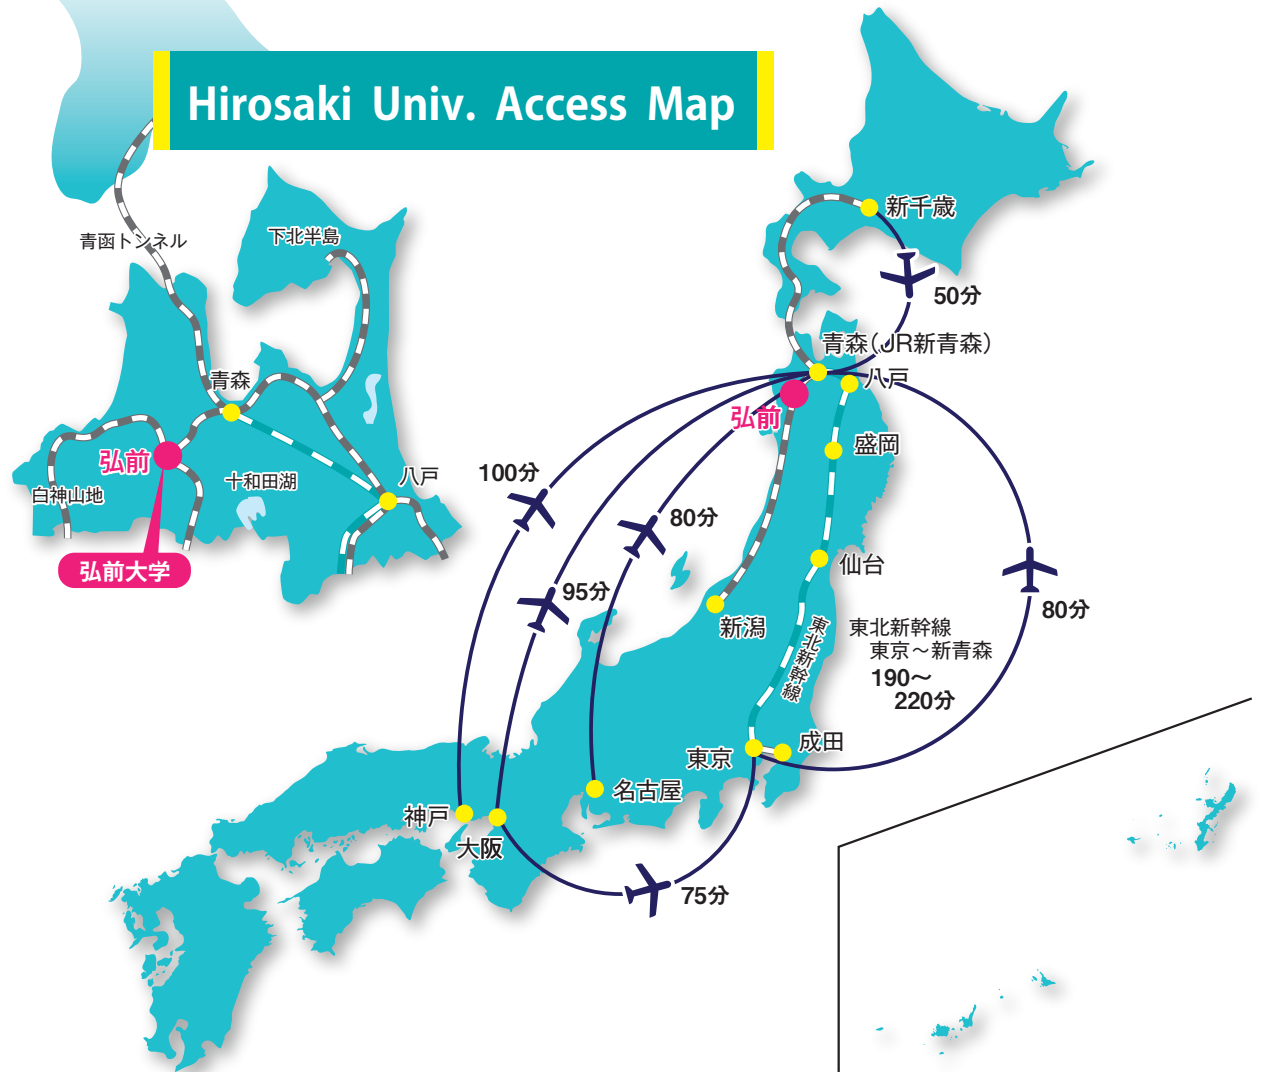 Hirosaki Univ. Access Map
青函トンネル
下北半島
青森
弘前
白神山地
十和田湖
八戸
弘前大学
新千歳
50分
青森（JR新青森）
八戸
弘前
盛岡
100分
80分
95分
仙台
80分
新潟
東北新幹線
東北新幹線
東京～新青森
190～
220分
東京
成田
名古屋
神戸
大阪
75分